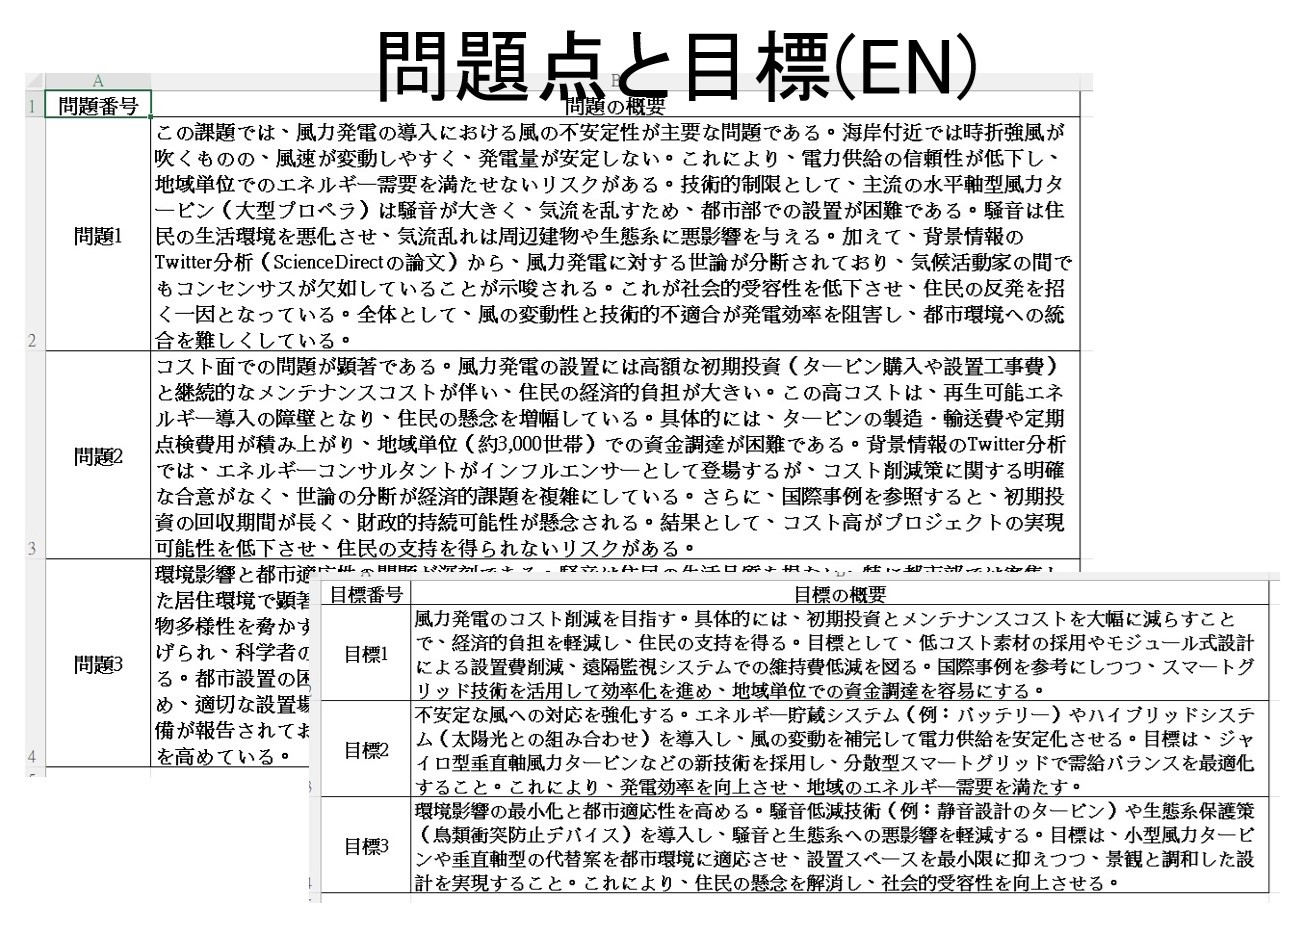 問題点と目標(EN)
A
B
1 問題番号 問題の概要
この課題では、風力発電の導入における風の不安定性が主要な問題である。海岸付近では時折強風が
吹くものの、風速が変動しやすく、発電量が安定しない。これにより、電力供給の信頼性が低下し、
地域単位でのエネルギー需要を満たせないリスクがある。技術的制限として、主流の水平軸型風力タ
ービン（大型プロペラ）は騒音が大きく、気流を乱すため、都市部での設置が困難である。騒音は住
問題1
民の生活環境を悪化させ、気流乱れは周辺建物や生態系に悪影響を与える。加えて、背景情報の
Twitter分析（ScienceDirectの論文）から、風力発電に対する世論が分断されており、気候活動家の間で
もコンセンサスが欠如していることが示唆される。これが社会的受容性を低下させ、住民の反発を招
く一因となっている。全体として、風の変動性と技術的不適合が発電効率を阻害し、都市環境への統
合を難しくしている。
2
コスト面での問題が顕著である。風力発電の設置には高額な初期投資（タービン購入や設置工事費）
と継続的なメンテナンスコストが伴い、住民の経済的負担が大きい。この高コストは、再生可能エネ
ルギー導入の障壁となり、住民の懸念を増幅している。具体的には、タービンの製造・輸送費や定期
点検費用が積み上がり、地域単位（約3,000世帯）での資金調達が困難である。背景情報のTwitter分析
問題2
では、エネルギーコンサルタントがインフルエンサーとして登場するが、コスト削減策に関する明確
な合意がなく、世論の分断が経済的課題を複雑にしている。さらに、国際事例を参照すると、初期投
資の回収期間が長く、財政的持続可能性が懸念される。結果として、コスト高がプロジェクトの実現
可能性を低下させ、住民の支持を得られないリスクがある。
3
環境影響と都市適
た居住環境で顕著
物多様性を脅かす
げられ、科学者の
問題3
る。都市設置の困
め、適切な設置場
備が報告されてお
を高めている。
4
目標番号 目標の概要
風力発電のコスト削減を目指す。具体的には、初期投資とメンテナンスコストを大幅に減らすこと
で、経済的負担を軽減し、住民の支持を得る。目標として、低コスト素材の採用やモジュール式設計
目標1
による設置費削減、遠隔監視システムでの維持費低減を図る。国際事例を参考にしつつ、スマートグ
リッド技術を活用して効率化を進め、地域単位での資金調達を容易にする。
不安定な風への対応を強化する。エネルギー貯蔵システム（例：バッテリー）やハイブリッドシステ
ム（太陽光との組み合わせ）を導入し、風の変動を補完して電力供給を安定化させる。目標は、ジャ
目標2
イロ型垂直軸風力タービンなどの新技術を採用し、分散型スマートグリッドで需給バランスを最適化
すること。これにより、発電効率を向上させ、地域のエネルギー需要を満たす。
環境影響の最小化と都市適応性を高める。騒音低減技術（例：静音設計のタービン）や生態系保護策
（鳥類衝突防止デバイス）を導入し、騒音と生態系への悪影響を軽減する。目標は、小型風力タービ
目標3
ンや垂直軸型の代替案を都市環境に適応させ、設置スペースを最小限に抑えつつ、景観と調和した設
計を実現すること。これにより、住民の懸念を解消し、社会的受容性を向上させる。